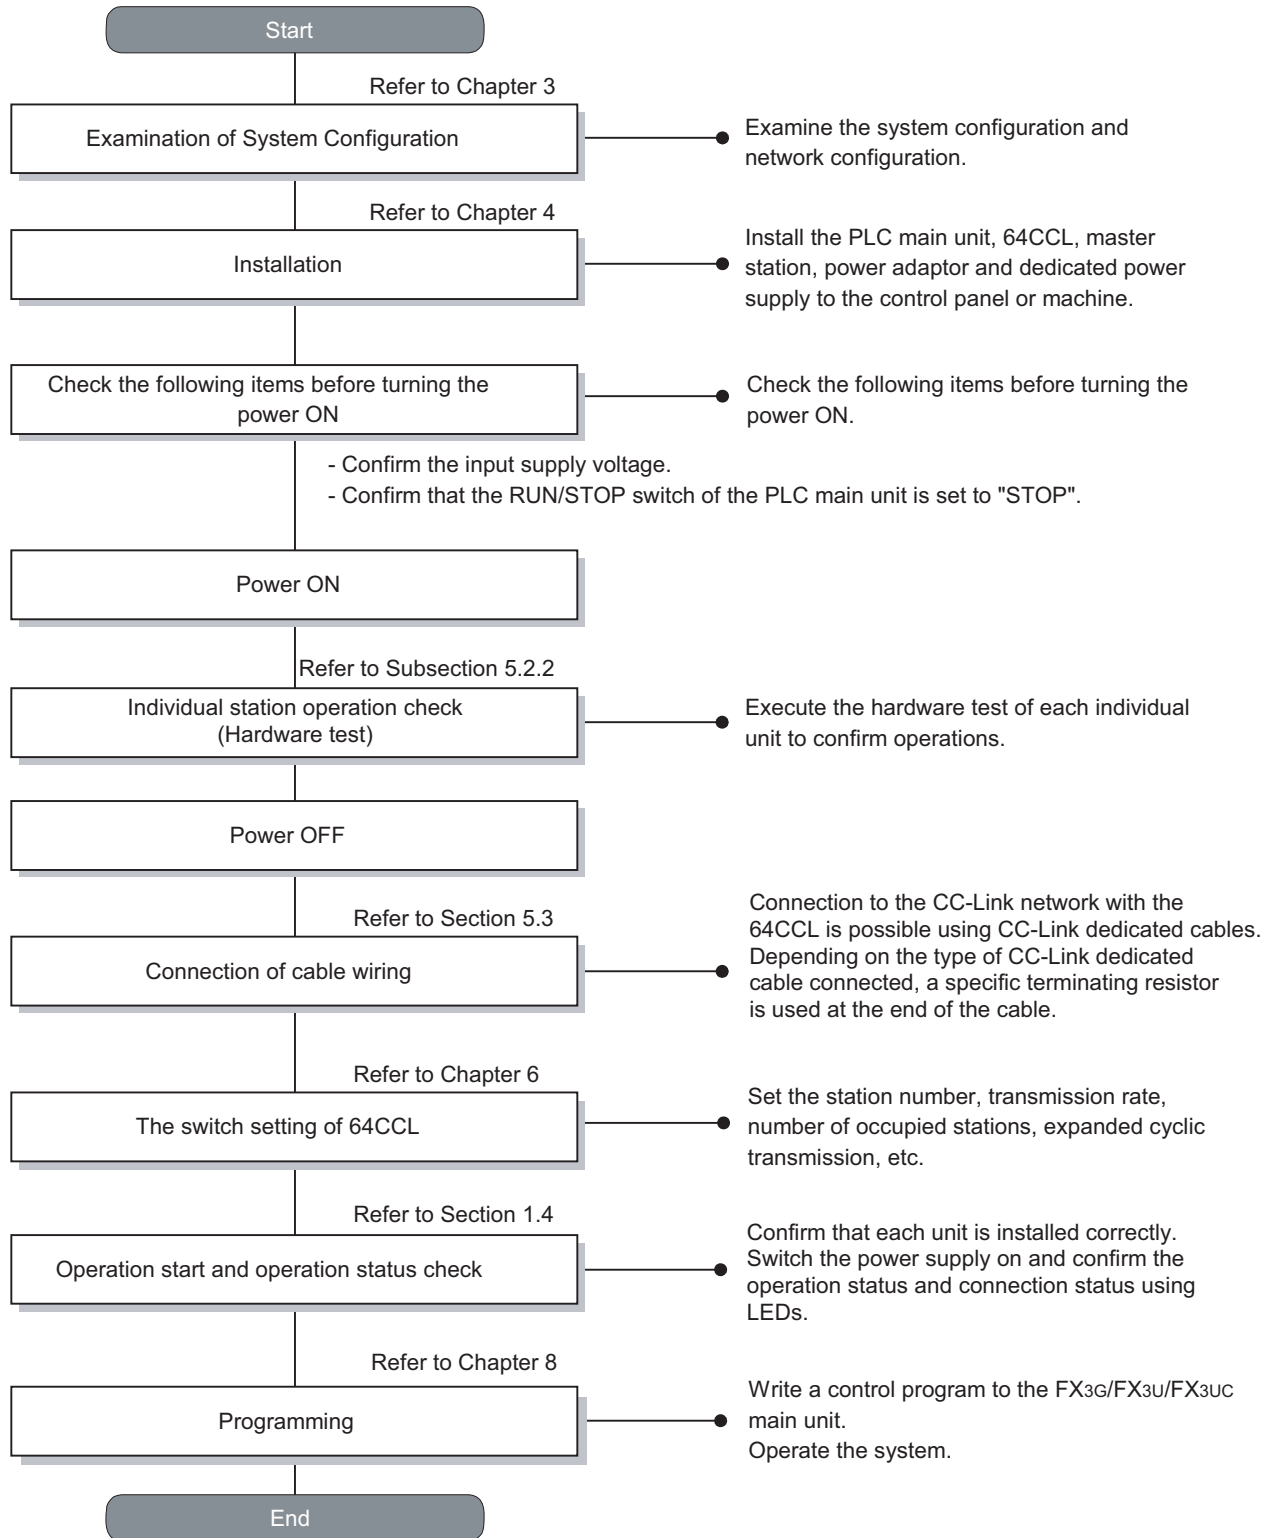 Start
Refer to Chapter 3
Examination of System Configuration
Examine the system configuration and
network configuration.
Refer to Chapter 4
Installation
Install the PLC main unit, 64CCL, master
station, power adaptor and dedicated power
supply to the control panel or machine.
Check the following items before turning the
power ON
Check the following items before turning the
power ON.
- Confirm the input supply voltage.
- Confirm that the RUN/STOP switch of the PLC main unit is set to "STOP".
Power ON
Refer to Subsection 5.2.2
Individual station operation check
(Hardware test)
Execute the hardware test of each individual
unit to confirm operations.
Power OFF
Refer to Section 5.3
Connection of cable wiring
Connection to the CC-Link network with the
64CCL is possible using CC-Link dedicated cables.
Depending on the type of CC-Link dedicated
cable connected, a specific terminating resistor
is used at the end of the cable.
Refer to Chapter 6
The switch setting of 64CCL
Set the station number, transmission rate,
number of occupied stations, expanded cyclic
transmission, etc.
Refer to Section 1.4
Operation start and operation status check
Confirm that each unit is installed correctly.
Switch the power supply on and confirm the
operation status and connection status using
LEDs.
Refer to Chapter 8
Programming
Write a control program to the FX3G/FX3U/FX3UC
main unit.
Operate the system.
End